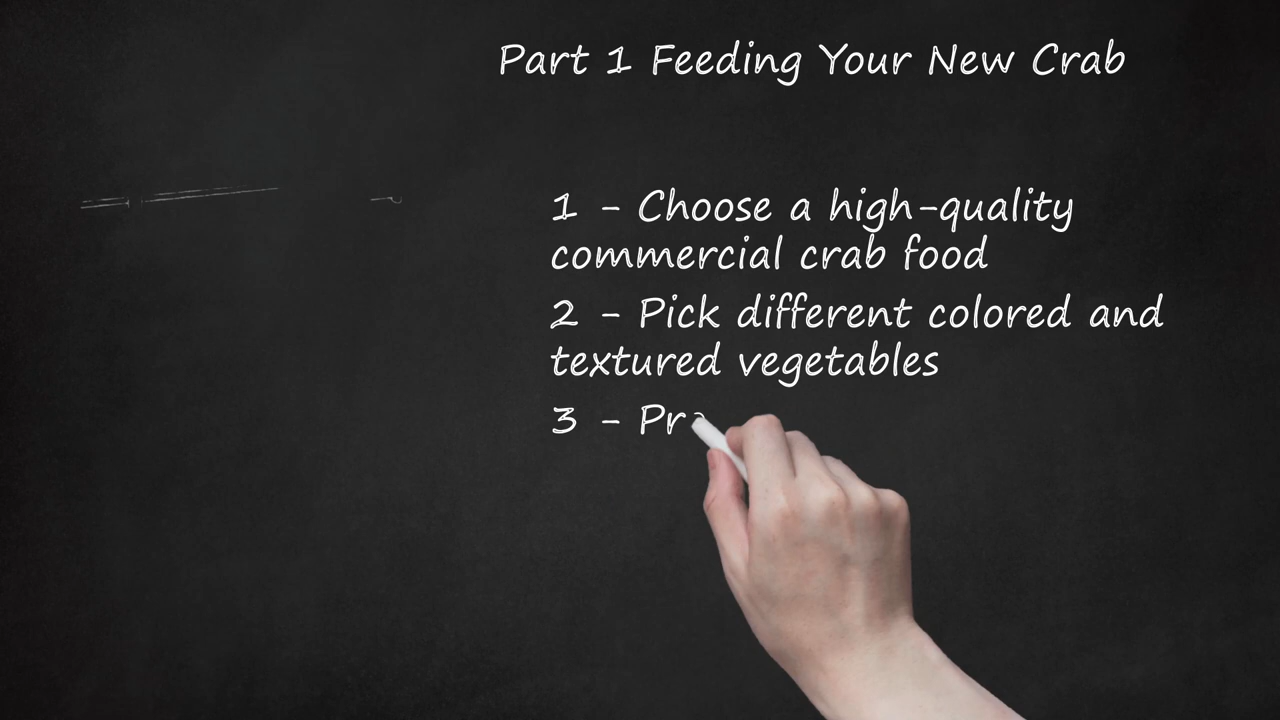 Part 1 Feeding Your New Crab
1 - Choose a high-quality
commercial crab food
2 - Pick different colored and
textured vegetables
3 - Pr